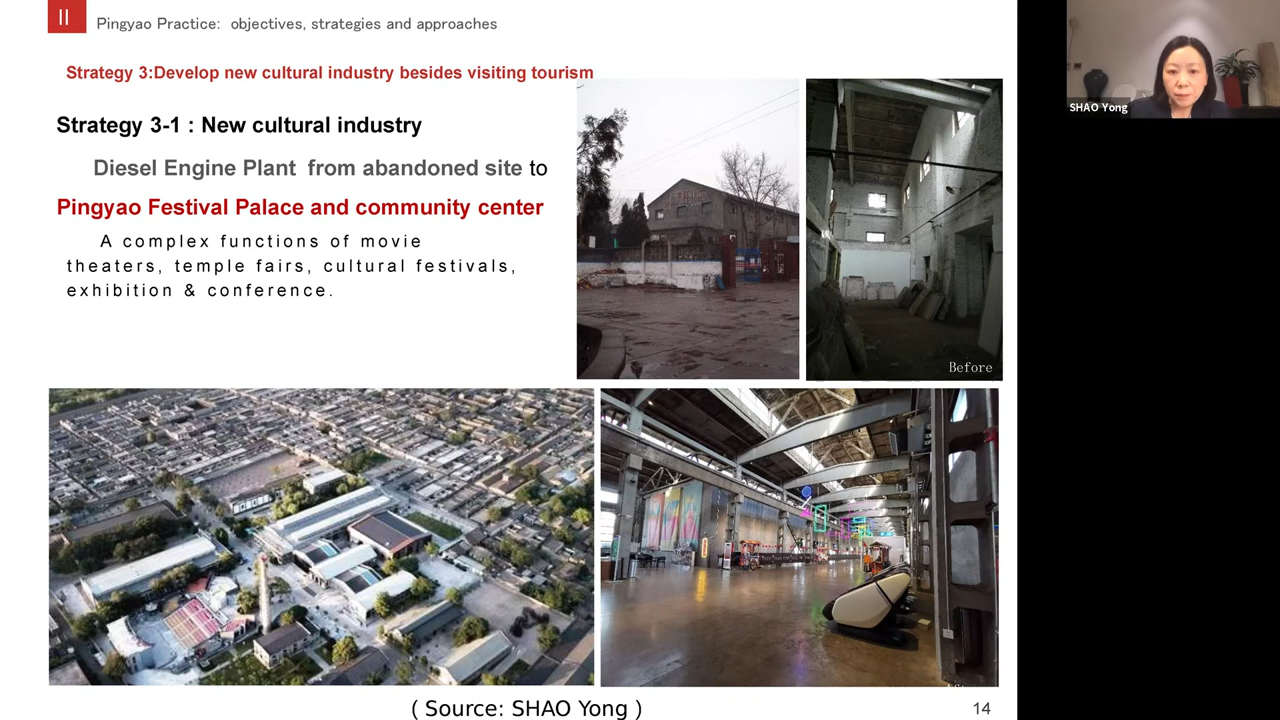 II
Pingyao Practice: objectives, strategies and approaches
Strategy 3:Develop new cultural industry besides visiting tourism
Strategy 3-1 : New cultural industry
Diesel Engine Plant from abandoned site to
Pingyao Festival Palace and community center
A complex functions of movie
theaters, temple fairs, cultural festivals,
exhibition & conference.
Before
( Source: SHAO Yong )
14
SHAO Yong